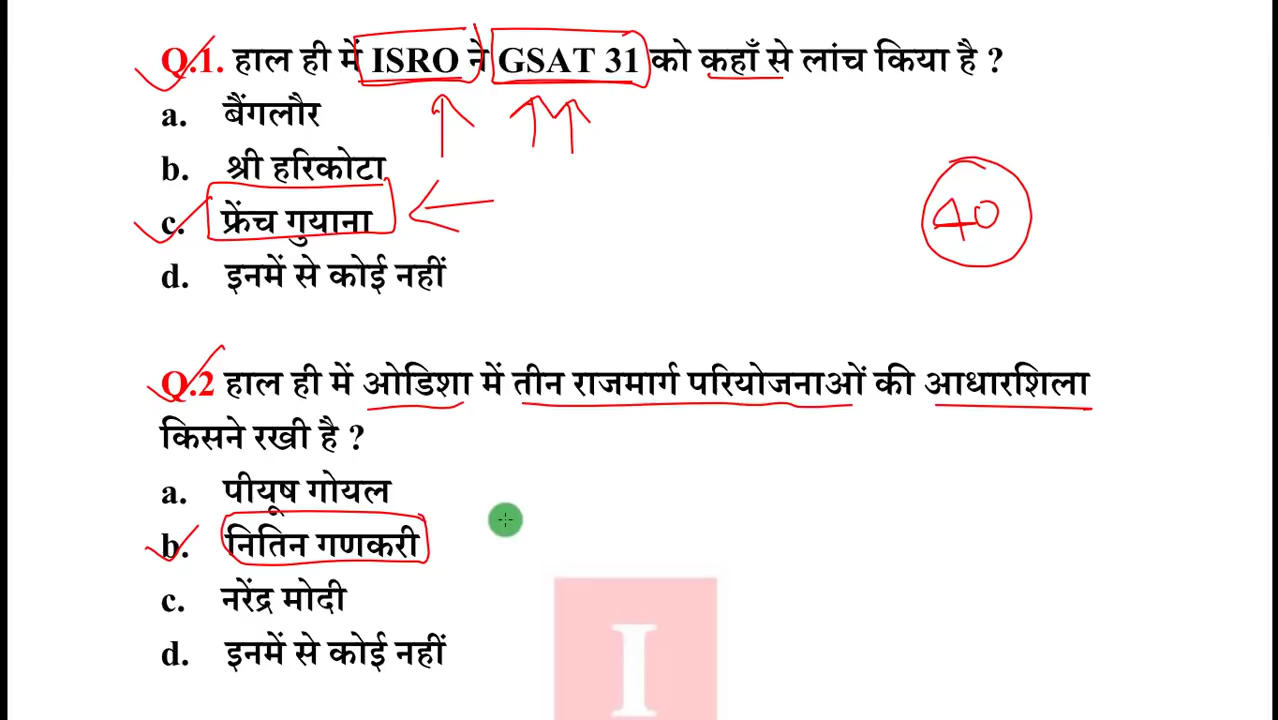 Q.1. हाल ही में ISRO ने GSAT 31 को कहाँ से लांच किया है ?
a. बैंगलौर
b. श्री हरिकोटा
c. फ्रेंच गुयाना
40
d. इनमें से कोई नहीं
Q.2 हाल ही में ओडिशा में तीन राजमार्ग परियोजनाओं की आधारशिला
किसने रखी है ?
a. पीयूष गोयल
b. नितिन गणकरी
c. नरेंद्र मोदी
d. इनमें से कोई नहीं
I